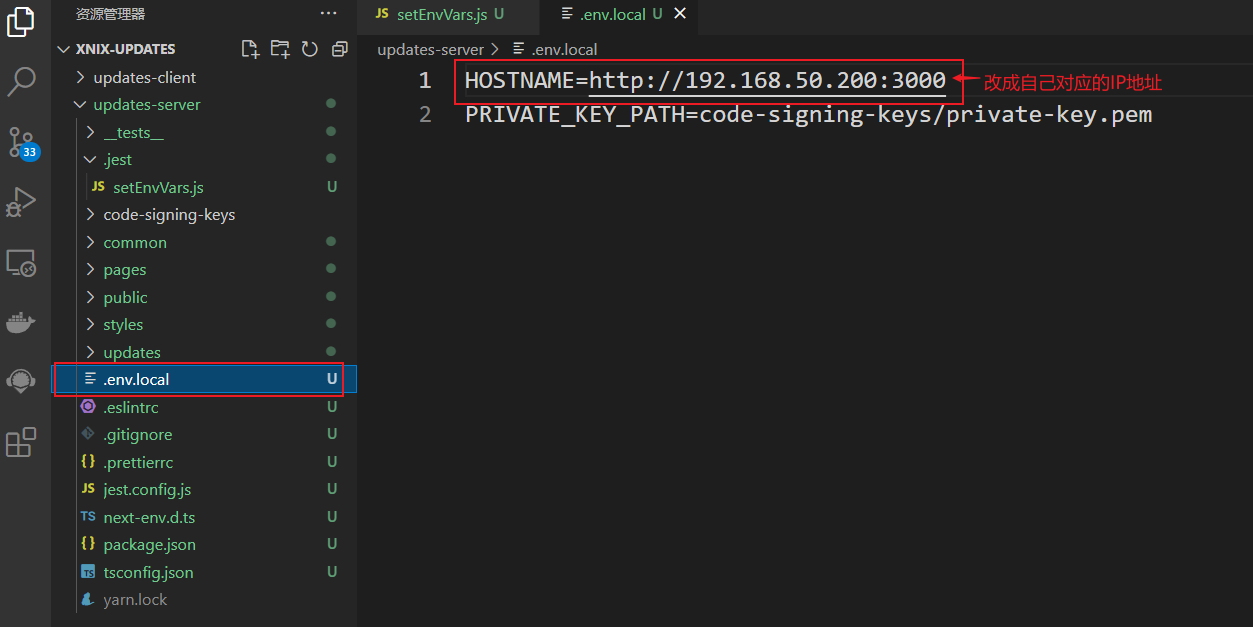 资源管理器
···
XNIX-UPDATES
updates-client
updates-server
__tests__
.jest
JS setEnvVars.js U
code-signing-keys
common
pages
public
styles
updates
.env.local U
.eslintrc U
.gitignore U
{} .prettierrc U
JS jest.config.js U
TS next-env.d.ts U
{} package.json U
TS tsconfig.json U
yarn.lock
33
JS setEnvVars.js U
.env.local U
updates-server > .env.local
1 HOSTNAME=http://192.168.50.200:3000
改成自己对应的IP地址
2 PRIVATE_KEY_PATH=code-signing-keys/private-key.pem